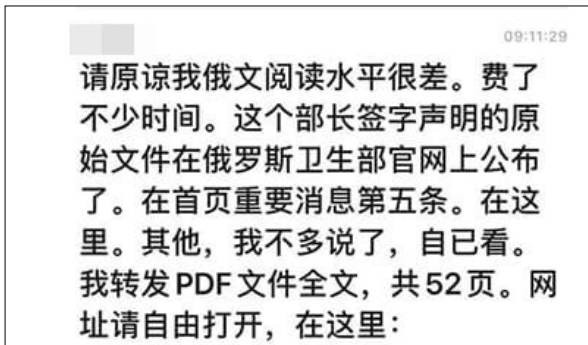 09:11:29
请原谅我俄文阅读水平很差。费了
不少时间。这个部长签字声明的原
始文件在俄罗斯卫生部官网上公布
了。在首页重要消息第五条。在这
里。其他，我不多说了，自已看。
我转发PDF文件全文，共52页。网
址请自由打开，在这里：